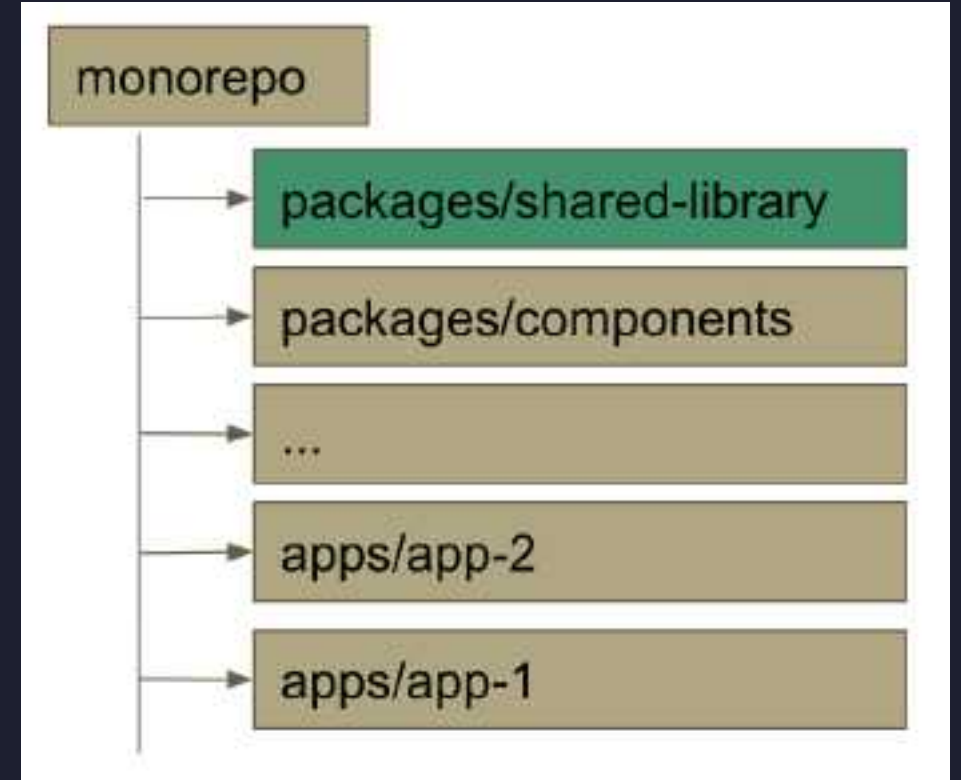 monorepo
packages/shared-library
packages/components
...
apps/app-2
apps/app-1